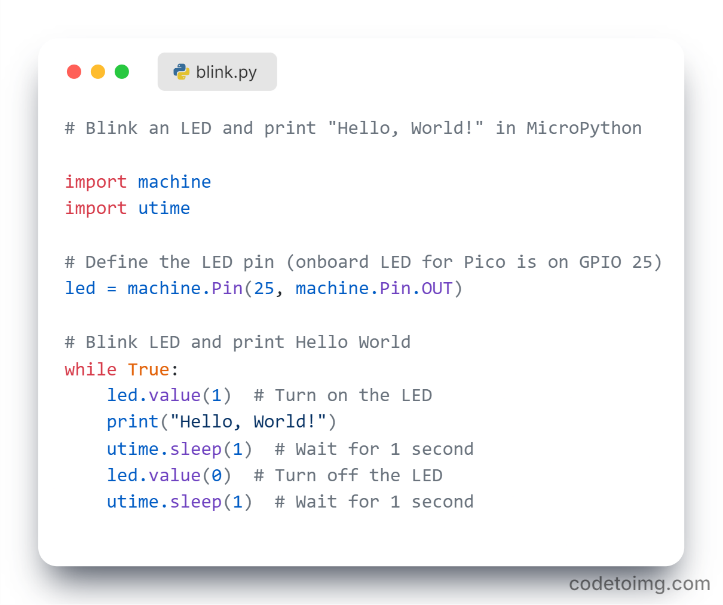 blink.py
# Blink an LED and print "Hello, World!" in MicroPython
import machine
import utime
# Define the LED pin (onboard LED for Pico is on GPIO 25)
led = machine.Pin(25, machine.Pin.OUT)
# Blink LED and print Hello World
while True:
    led.value(1)  # Turn on the LED
    print("Hello, World!")
    utime.sleep(1)  # Wait for 1 second
    led.value(0)  # Turn off the LED
    utime.sleep(1)  # Wait for 1 second
codetoimg.com